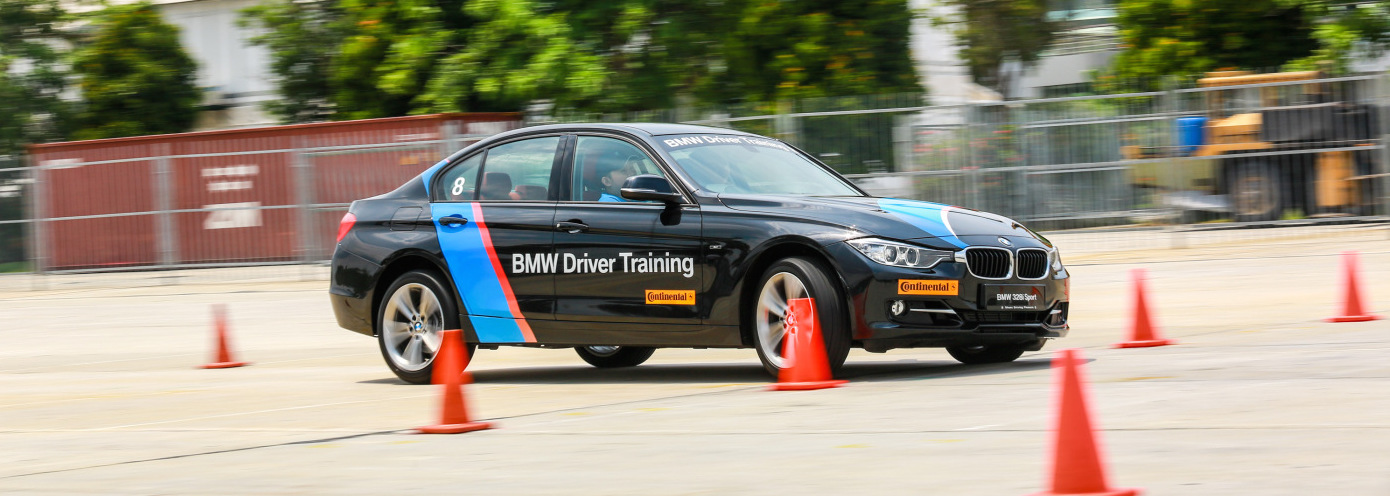 BMW Driver Training
8
BMW Driver Training
Continental
Continental
BMW 328i Sport